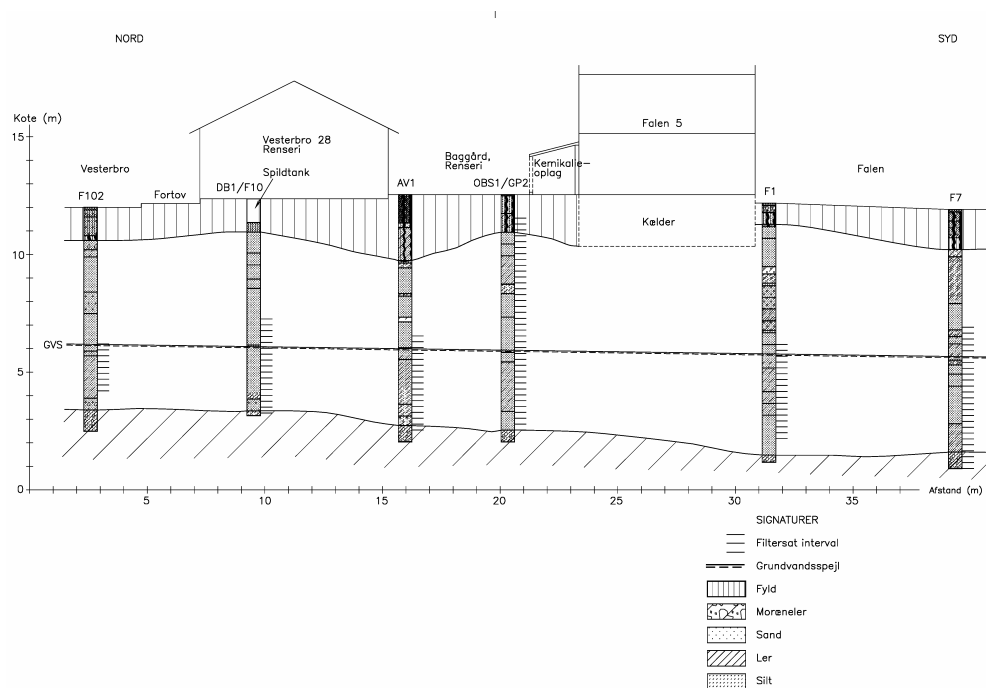 NORD
SYD
Kote (m)
15
10
5
0
GVS
Vesterbro
F102
Fortov
DB1/F10
Vesterbro 28
Renseri
Spildtank
AV1
Baggård,
Renseri
OBS1/GP2
Kemikalie-
oplag
Falen 5
Kælder
F1
Falen
F7
5
10
15
20
25
30
35
Afstand (m)
SIGNATURER
Filtersat interval
Grundvandsspejl
Fyld
Moræneler
Sand
Ler
Silt